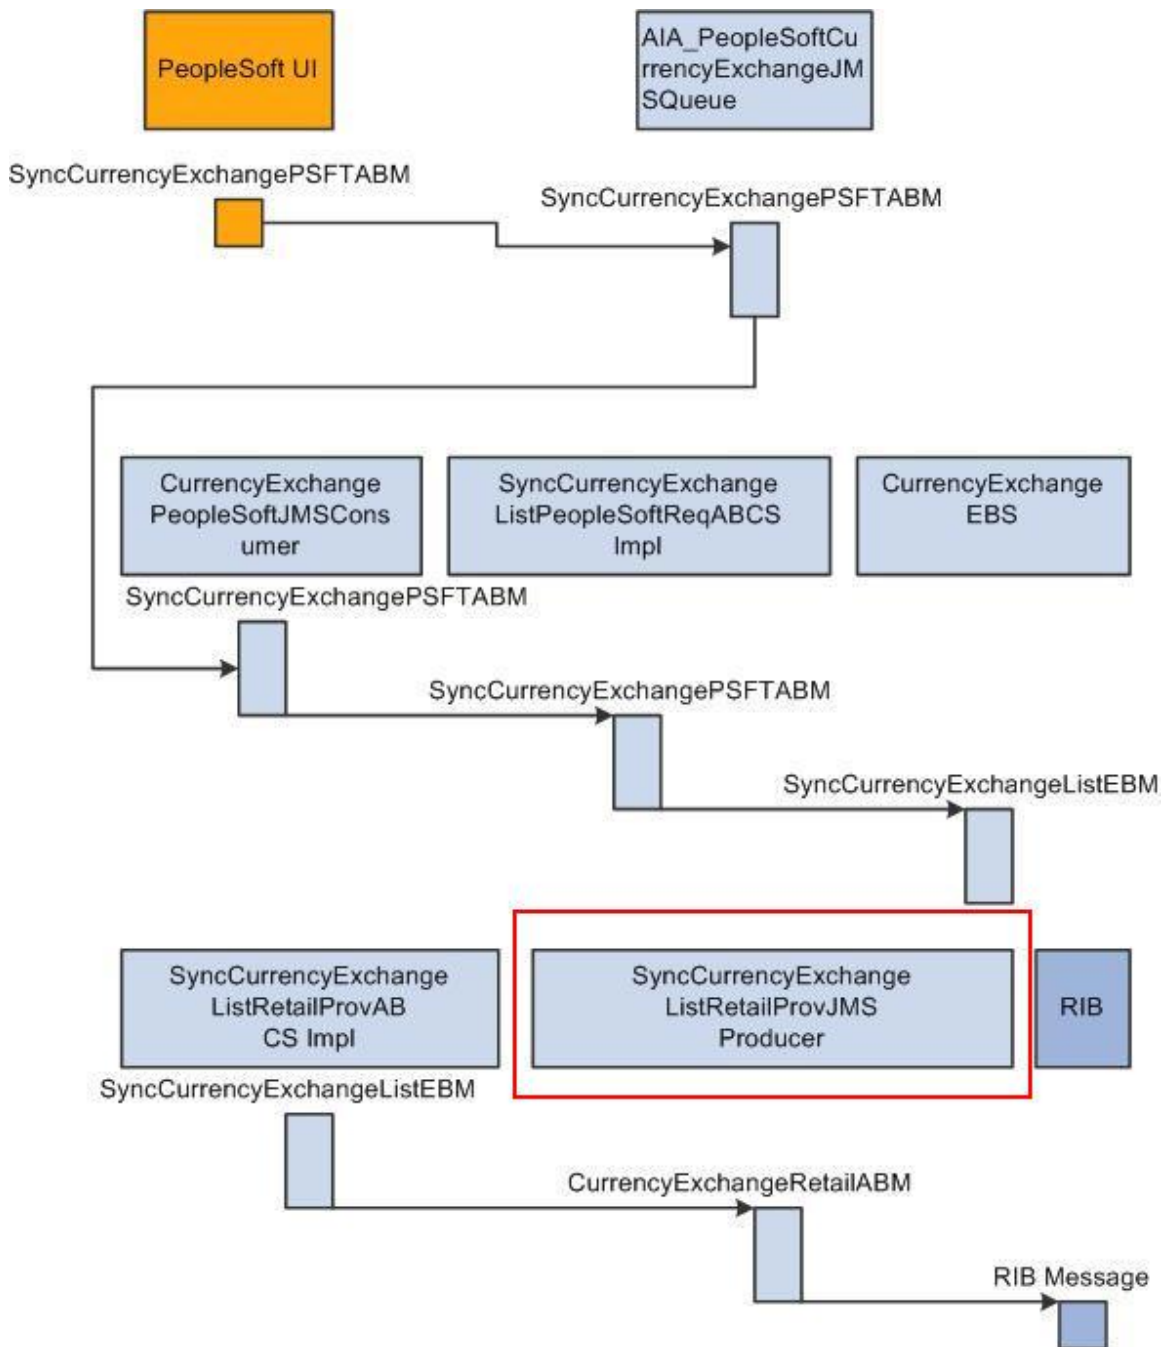 PeopleSoft UI
AIA_PeopleSoftCu
rrencyExchangeJM
SQueue
SyncCurrencyExchangePSFTABM
SyncCurrencyExchangePSFTABM
CurrencyExchange
PeopleSoftJMSCons
umer
SyncCurrencyExchange
ListPeopleSoftReqABCS
Impl
CurrencyExchange
EBS
SyncCurrencyExchangePSFTABM
SyncCurrencyExchangePSFTABM
SyncCurrencyExchangeListEBM
SyncCurrencyExchange
ListRetailProvAB
CS Impl
SyncCurrencyExchange
ListRetailProvJMS
Producer
RIB
SyncCurrencyExchangeListEBM
CurrencyExchangeRetailABM
RIB Message